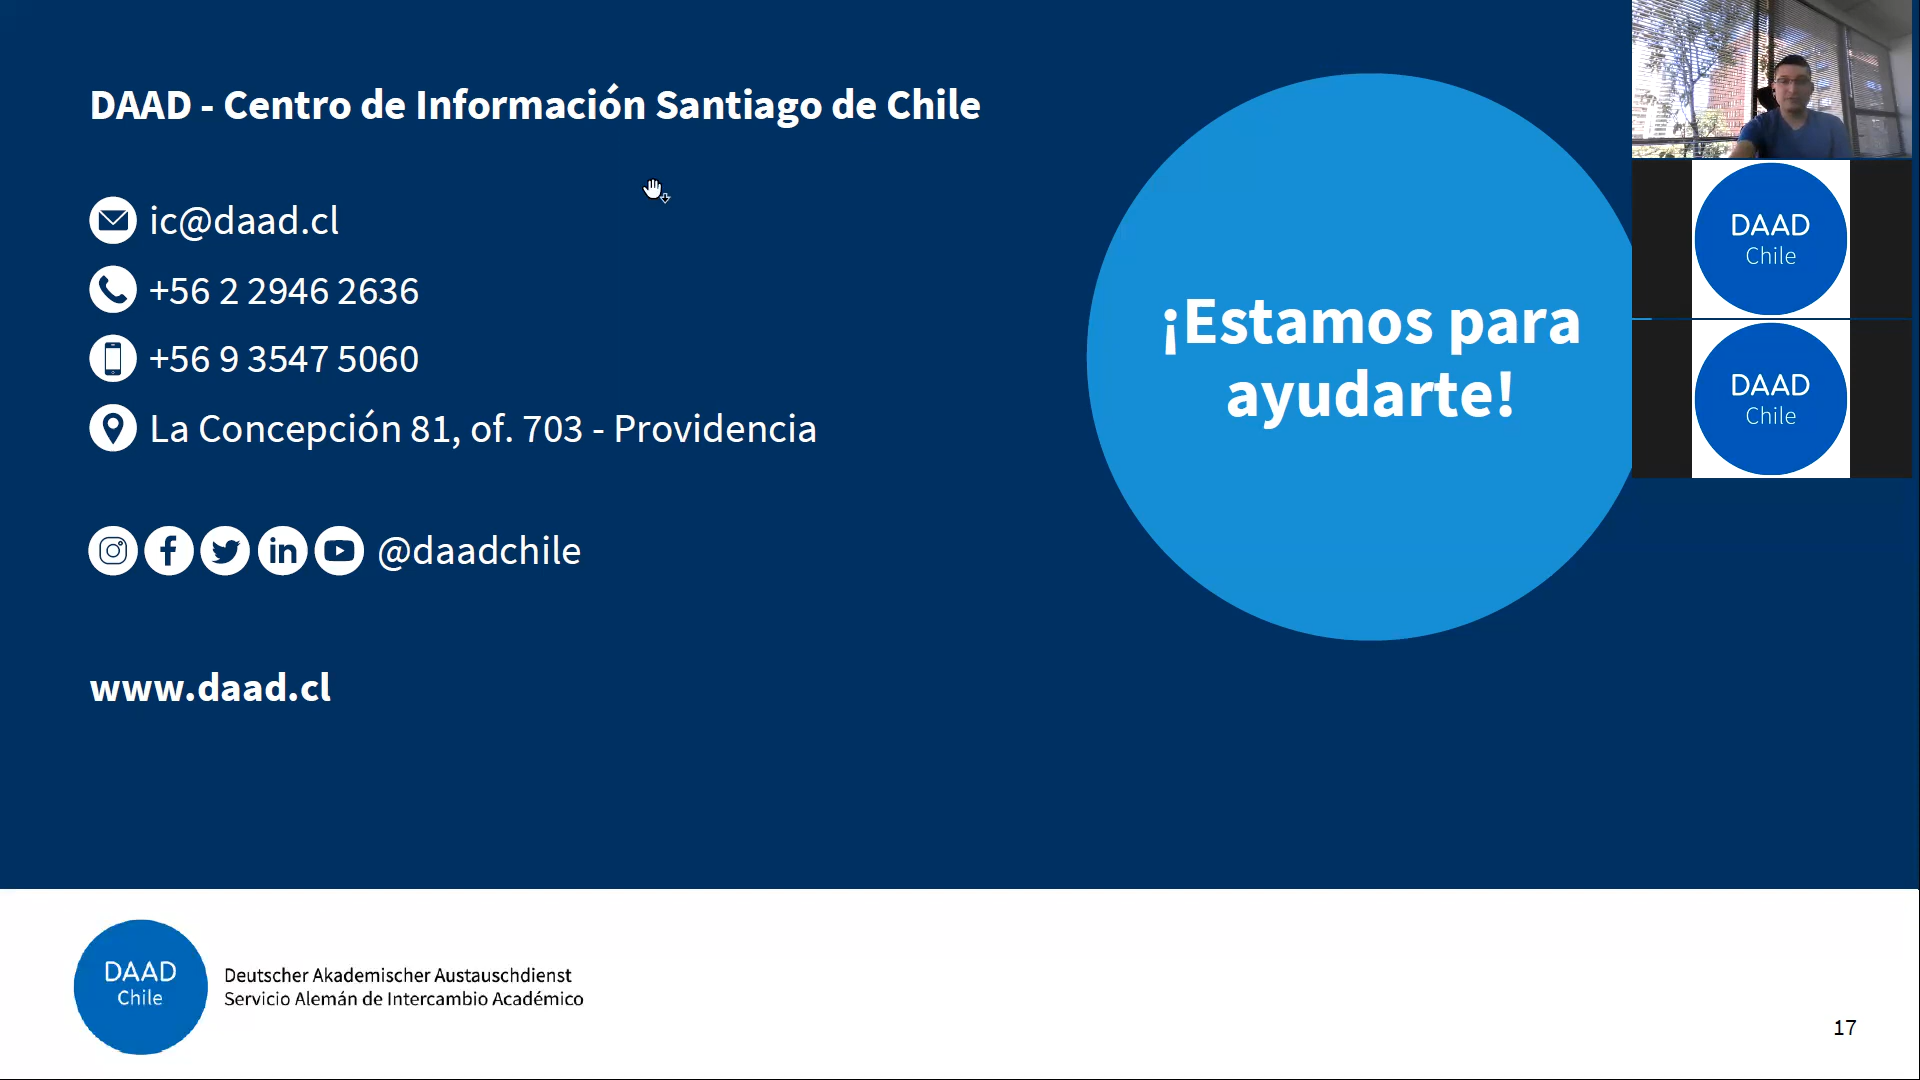 DAAD - Centro de Información Santiago de Chile
ic@daad.cl
+56 2 2946 2636
+56 9 3547 5060
La Concepción 81, of. 703 - Providencia
@daadchile
www.daad.cl
¡Estamos para
ayudarte!
DAAD
Chile
DAAD
Chile
DAAD
Chile
Deutscher Akademischer Austauschdienst
Servicio Alemán de Intercambio Académico
17